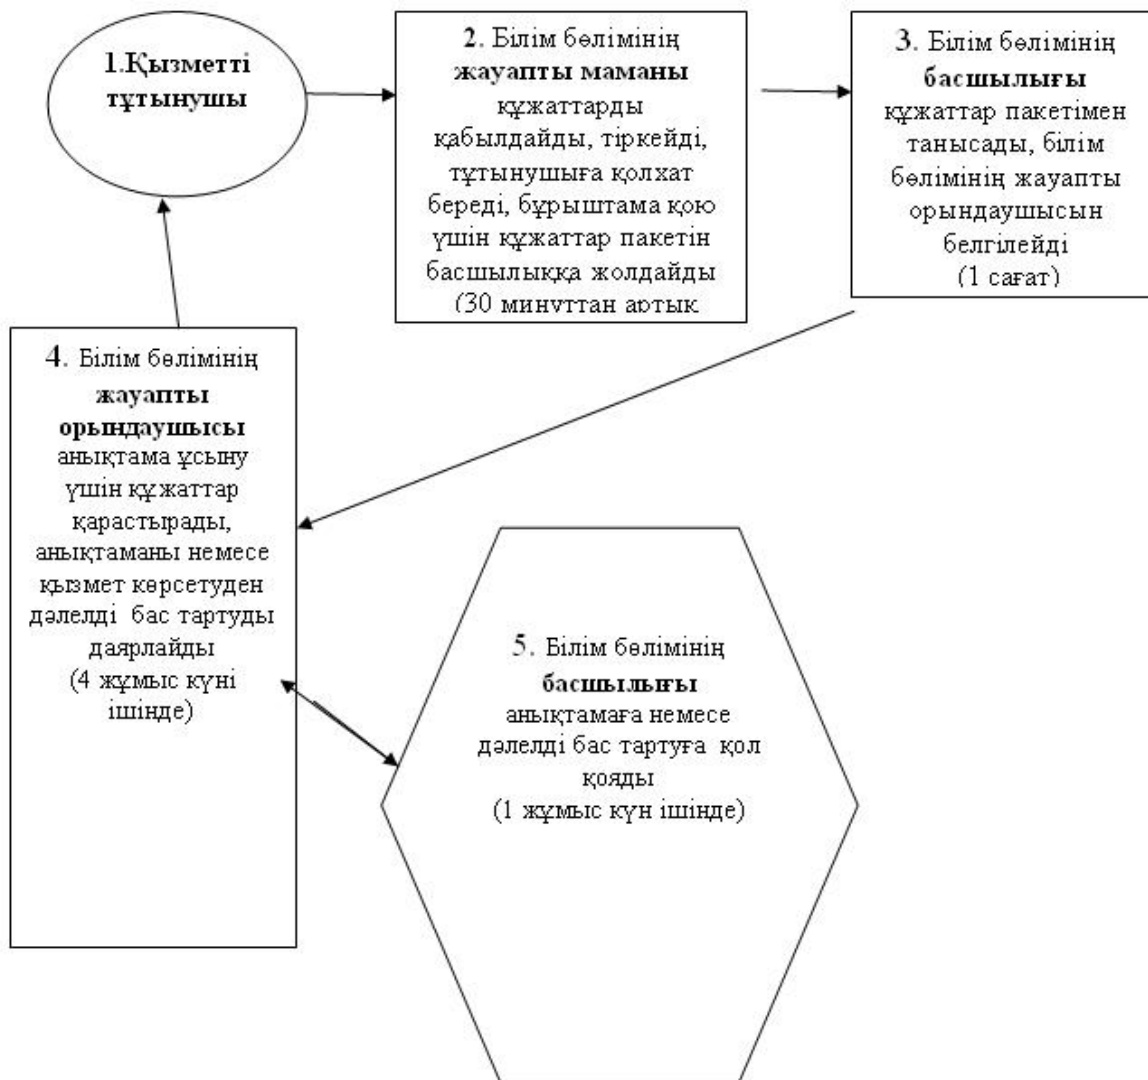 1.Қызметті
тұтынушы
2. Білім бөлімінің
жауапты маманы
құжаттарды
қабылдайды, тіркейді,
тұтынушыға қолхат
береді, бұрыштама қою
үшін құжаттар пакетін
басшылыққа жолдайды
(30 минуттан артық
3. Білім бөлімінің
басшылығы
құжаттар пакетімен
танысады, білім
бөлімінің жауапты
орындаушысын
белгілейді
(1 сағат)
4. Білім бөлімінің
жауапты
орындаушысы
анықтама ұсыну
үшін құжаттар
қарастырады,
анықтаманы немесе
қызмет көрсетуден
дәлелді бас тартуды
даярлайды
(4 жұмыс күні
ішінде)
5. Білім бөлімінің
басшылығы
анықтамаға немесе
дәлелді бас тартуға қол
қояды
(1 жұмыс күн ішінде)